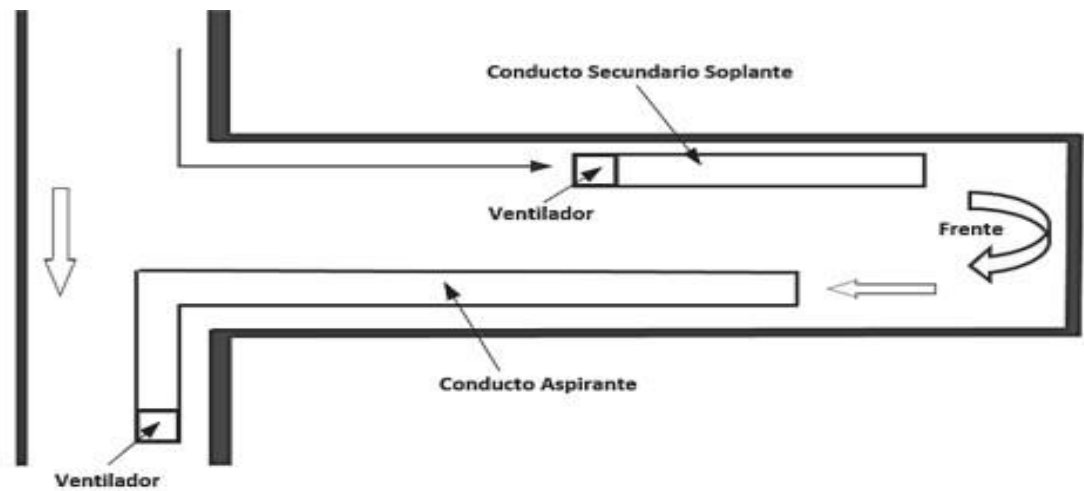 Conducto Secundario Soplante
Ventilador
Frente
Conducto Aspirante
Ventilador